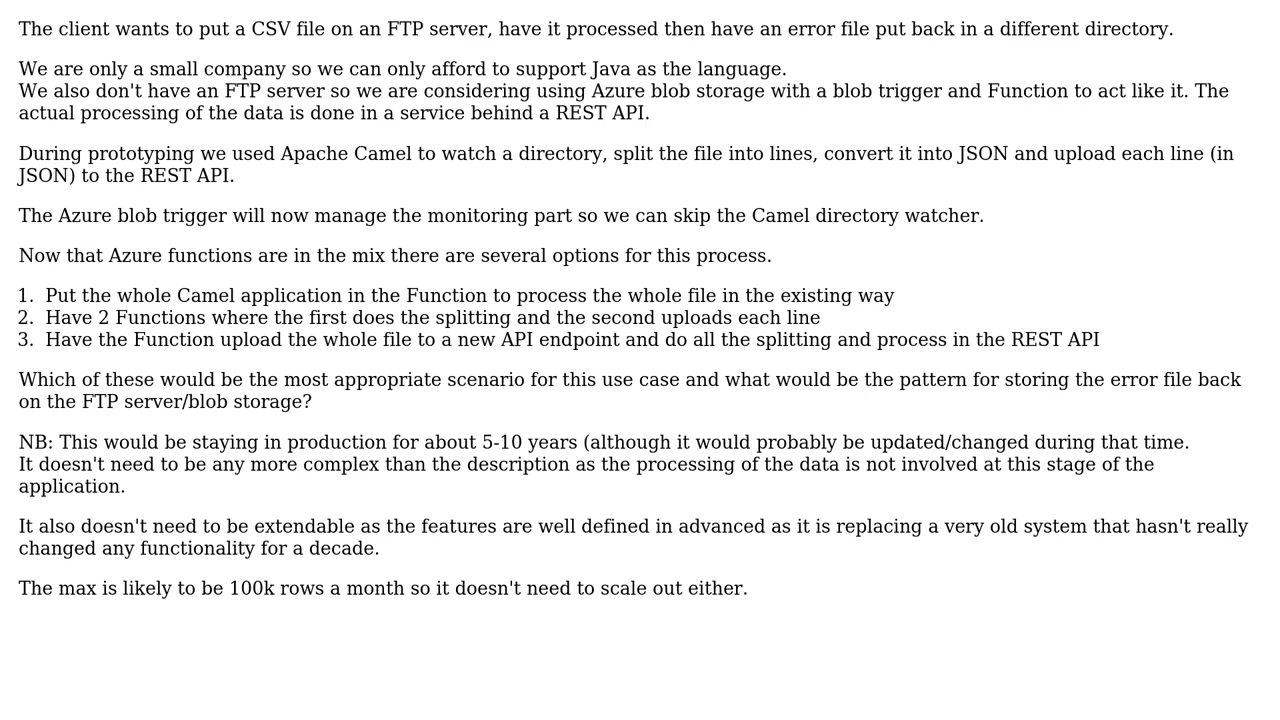 The client wants to put a CSV file on an FTP server, have it processed then have an error file put back in a different directory.
We are only a small company so we can only afford to support Java as the language.
We also don't have an FTP server so we are considering using Azure blob storage with a blob trigger and Function to act like it. The
actual processing of the data is done in a service behind a REST API.
During prototyping we used Apache Camel to watch a directory, split the file into lines, convert it into JSON and upload each line (in
JSON) to the REST API.
The Azure blob trigger will now manage the monitoring part so we can skip the Camel directory watcher.
Now that Azure functions are in the mix there are several options for this process.
1. Put the whole Camel application in the Function to process the whole file in the existing way
2. Have 2 Functions where the first does the splitting and the second uploads each line
3. Have the Function upload the whole file to a new API endpoint and do all the splitting and process in the REST API
Which of these would be the most appropriate scenario for this use case and what would be the pattern for storing the error file back
on the FTP server/blob storage?
NB: This would be staying in production for about 5-10 years (although it would probably be updated/changed during that time.
It doesn't need to be any more complex than the description as the processing of the data is not involved at this stage of the
application.
It also doesn't need to be extendable as the features are well defined in advanced as it is replacing a very old system that hasn't really
changed any functionality for a decade.
The max is likely to be 100k rows a month so it doesn't need to scale out either.